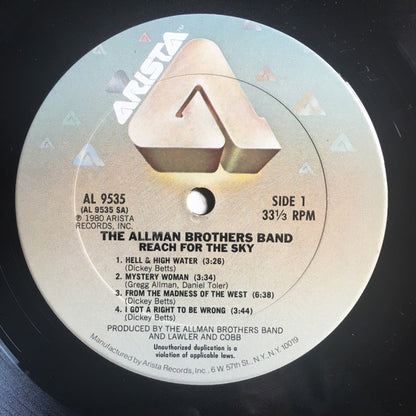 ARISTA™
AL 9535
(AL 9535 SA)
℗ 1980 ARISTA
RECORDS, INC.
SIDE 1
33⅓ RPM
THE ALLMAN BROTHERS BAND
REACH FOR THE SKY
1. HELL & HIGH WATER (3:26)
(Dickey Betts)
2. MYSTERY WOMAN (3:34)
(Gregg Allman, Daniel Toler)
3. FROM THE MADNESS OF THE WEST (6:38)
(Dickey Betts)
4. I GOT A RIGHT TO BE WRONG (3:44)
(Dickey Betts)
PRODUCED BY THE ALLMAN BROTHERS BAND
AND LAWLER AND COBB
Unauthorized duplication is a
violation of applicable laws.
Manufactured by Arista Records, Inc., 6 W 57th St., N.Y., N.Y. 10019